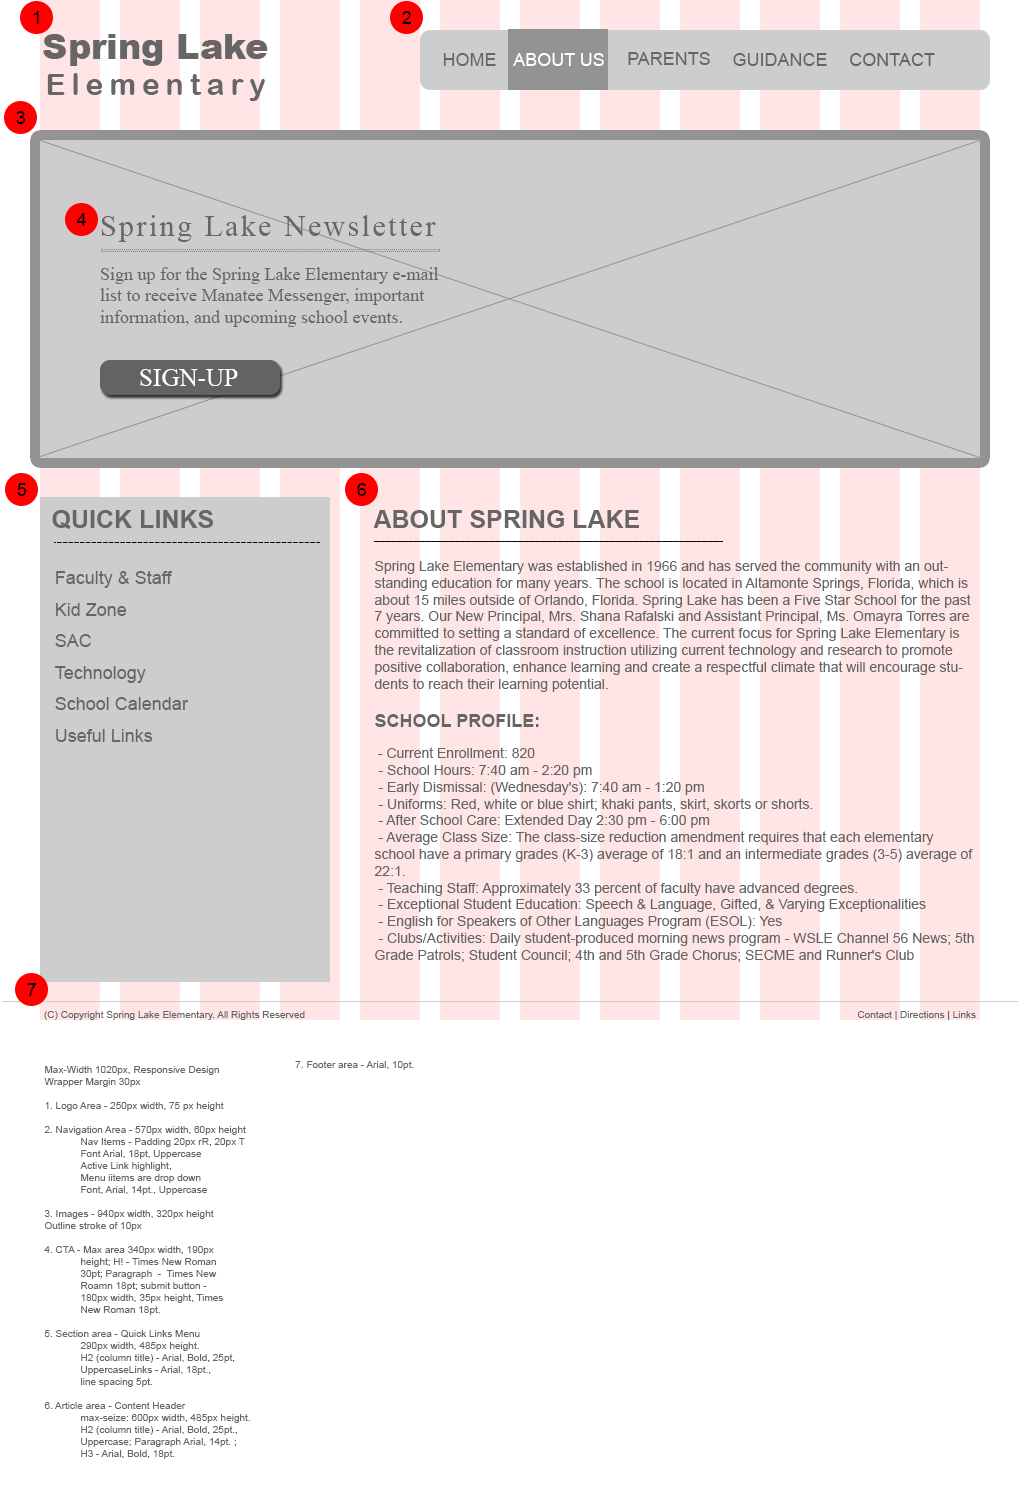 1
2
Spring Lake
Elementary
HOME ABOUT US PARENTS GUIDANCE CONTACT
3
4
Spring Lake Newsletter
Sign up for the Spring Lake Elementary e-mail
list to receive Manatee Messenger, important
information, and upcoming school events.
SIGN-UP
5
QUICK LINKS
Faculty & Staff
Kid Zone
SAC
Technology
School Calendar
Useful Links
6
ABOUT SPRING LAKE
Spring Lake Elementary was established in 1966 and has served the community with an out-
standing education for many years. The school is located in Altamonte Springs, Florida, which is
about 15 miles outside of Orlando, Florida. Spring Lake has been a Five Star School for the past
7 years. Our New Principal, Mrs. Shana Rafalski and Assistant Principal, Ms. Omayra Torres are
committed to setting a standard of excellence. The current focus for Spring Lake Elementary is
the revitalization of classroom instruction utilizing current technology and research to promote
positive collaboration, enhance learning and create a respectful climate that will encourage stu-
dents to reach their learning potential.
SCHOOL PROFILE:
- Current Enrollment: 820
- School Hours: 7:40 am - 2:20 pm
- Early Dismissal: (Wednesday's): 7:40 am - 1:20 pm
- Uniforms: Red, white or blue shirt; khaki pants, skirt, skorts or shorts.
- After School Care: Extended Day 2:30 pm - 6:00 pm
- Average Class Size: The class-size reduction amendment requires that each elementary
school have a primary grades (K-3) average of 18:1 and an intermediate grades (3-5) average of
22:1.
- Teaching Staff: Approximately 33 percent of faculty have advanced degrees.
- Exceptional Student Education: Speech & Language, Gifted, & Varying Exceptionalities
- English for Speakers of Other Languages Program (ESOL): Yes
- Clubs/Activities: Daily student-produced morning news program - WSLE Channel 56 News; 5th
Grade Patrols; Student Council; 4th and 5th Grade Chorus; SECME and Runner's Club
7
(C) Copyright Spring Lake Elementary. All Rights Reserved
Contact | Directions | Links
Max-Width 1020px, Responsive Design
Wrapper Margin 30px
1. Logo Area - 250px width, 75 px height
2. Navigation Area - 570px width, 60px height
Nav Items - Padding 20px rR, 20px T
Font Arial, 18pt, Uppercase
Active Link highlight,
Menu iitems are drop down
Font, Arial, 14pt., Uppercase
3. Images - 940px width, 320px height
Outline stroke of 10px
4. CTA - Max area 340px width, 190px
height; H! - Times New Roman
30pt; Paragraph - Times New
Roamn 18pt; submit button -
180px width, 35px height, Times
New Roman 18pt.
5. Section area - Quick Links Menu
290px width, 485px height.
H2 (column title) - Arial, Bold, 25pt,
UppercaseLinks - Arial, 18pt.,
line spacing 5pt.
6. Article area - Content Header
max-seize: 600px width, 485px height.
H2 (column title) - Arial, Bold, 25pt.,
Uppercase; Paragraph Arial, 14pt. ;
H3 - Arial, Bold, 18pt.
7. Footer area - Arial, 10pt.